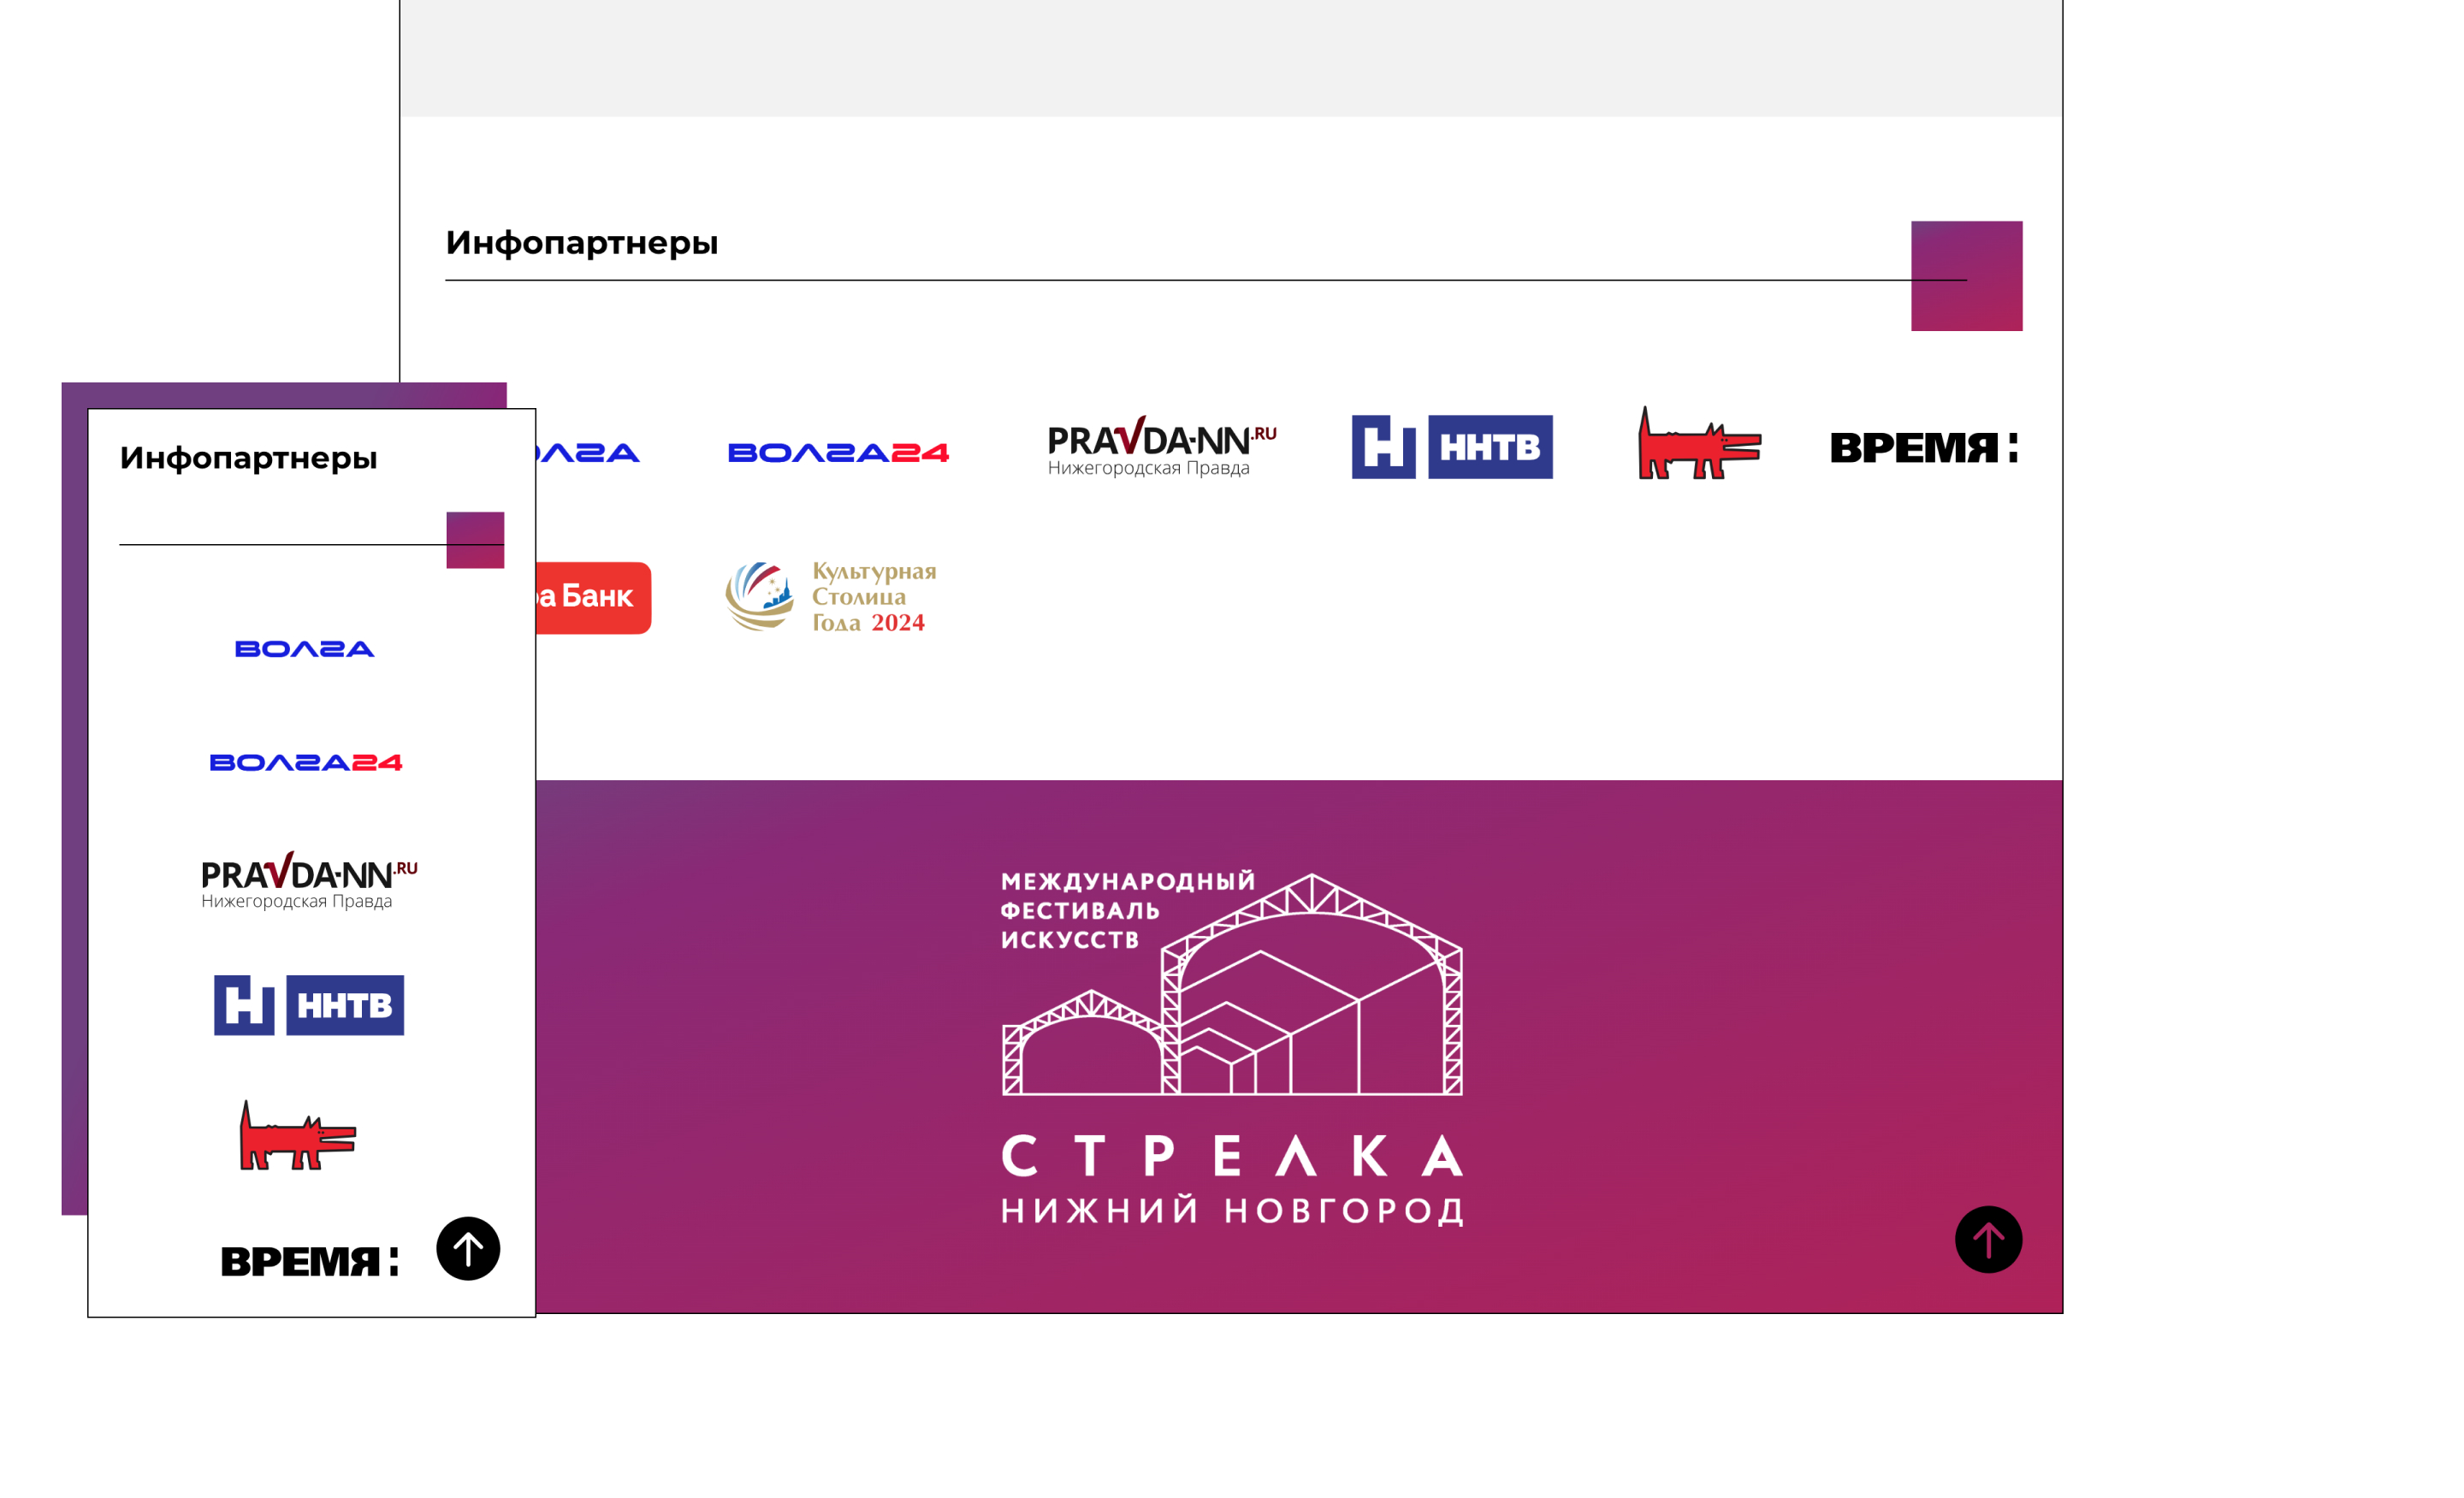 Инфопартнеры
ВОЛГА24
PRAVDA-NN.RU
Нижегородская Правда
Н ННТВ
ВРЕМЯ:
Банк
Культурная
Столица
Года 2024
МЕЖДУНАРОДНЫЙ
ФЕСТИВАЛЬ
ИСКУССТВ
СТРЕЛКА
НИЖНИЙ НОВГОРОД
Инфопартнеры
ВОЛГА
ВОЛГА24
PRAVDA-NN.RU
Нижегородская Правда
Н ННТВ
ВРЕМЯ: